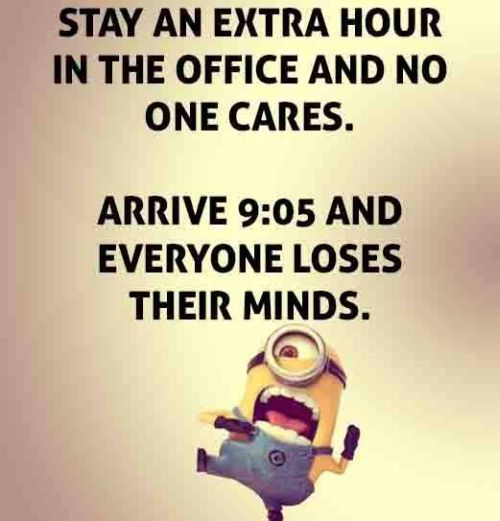 STAY AN EXTRA HOUR
IN THE OFFICE AND NO
ONE CARES.
ARRIVE 9:05 AND
EVERYONE LOSES
THEIR MINDS.